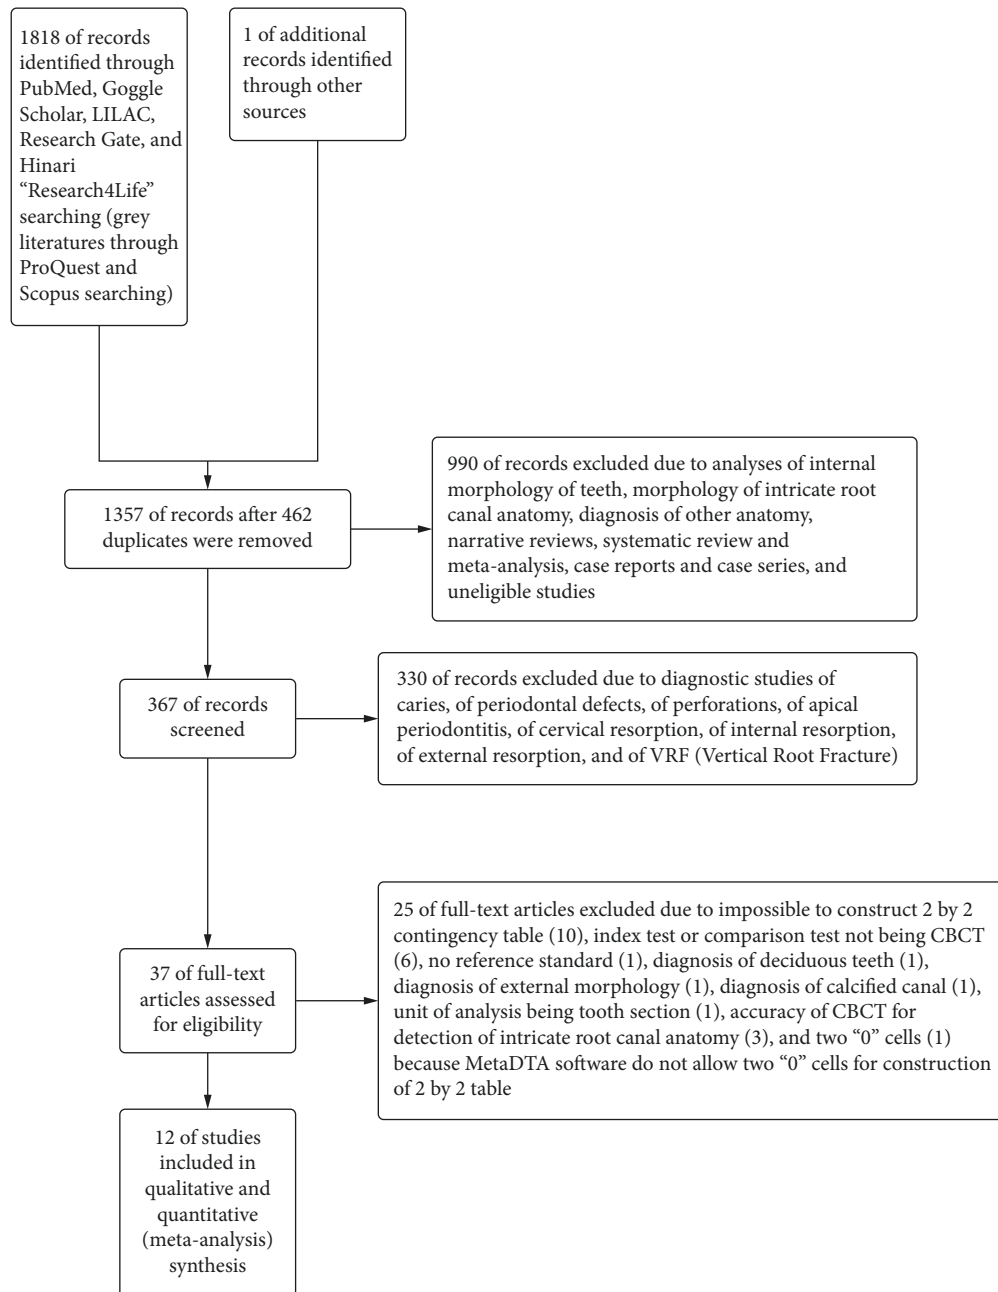 1818 of records
identified through
PubMed, Goggle
Scholar, LILAC,
Research Gate, and
Hinari
“Research4Life”
searching (grey
literatures through
ProQuest and
Scopus searching)
1 of additional
records identified
through other
sources
1357 of records after 462
duplicates were removed
990 of records excluded due to analyses of internal
morphology of teeth, morphology of intricate root
canal anatomy, diagnosis of other anatomy,
narrative reviews, systematic review and
meta-analysis, case reports and case series, and
uneligible studies
367 of records
screened
330 of records excluded due to diagnostic studies of
caries, of periodontal defects, of perforations, of apical
periodontitis, of cervical resorption, of internal resorption,
of external resorption, and of VRF (Vertical Root Fracture)
37 of full-text
articles assessed
for eligibility
25 of full-text articles excluded due to impossible to construct 2 by 2
contingency table (10), index test or comparison test not being CBCT
(6), no reference standard (1), diagnosis of deciduous teeth (1),
diagnosis of external morphology (1), diagnosis of calcified canal (1),
unit of analysis being tooth section (1), accuracy of CBCT for
detection of intricate root canal anatomy (3), and two “0” cells (1)
because MetaDTA software do not allow two “0” cells for construction
of 2 by 2 table
12 of studies
included in
qualitative and
quantitative
(meta-analysis)
synthesis